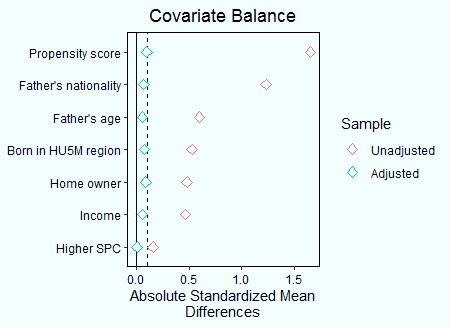 Covariate Balance
Propensity score
Father's nationality
Father's age
Born in HU5M region
Home owner
Income
Higher SPC
0.0 0.5 1.0 1.5
Absolute Standardized Mean
Differences
Sample
Unadjusted
Adjusted